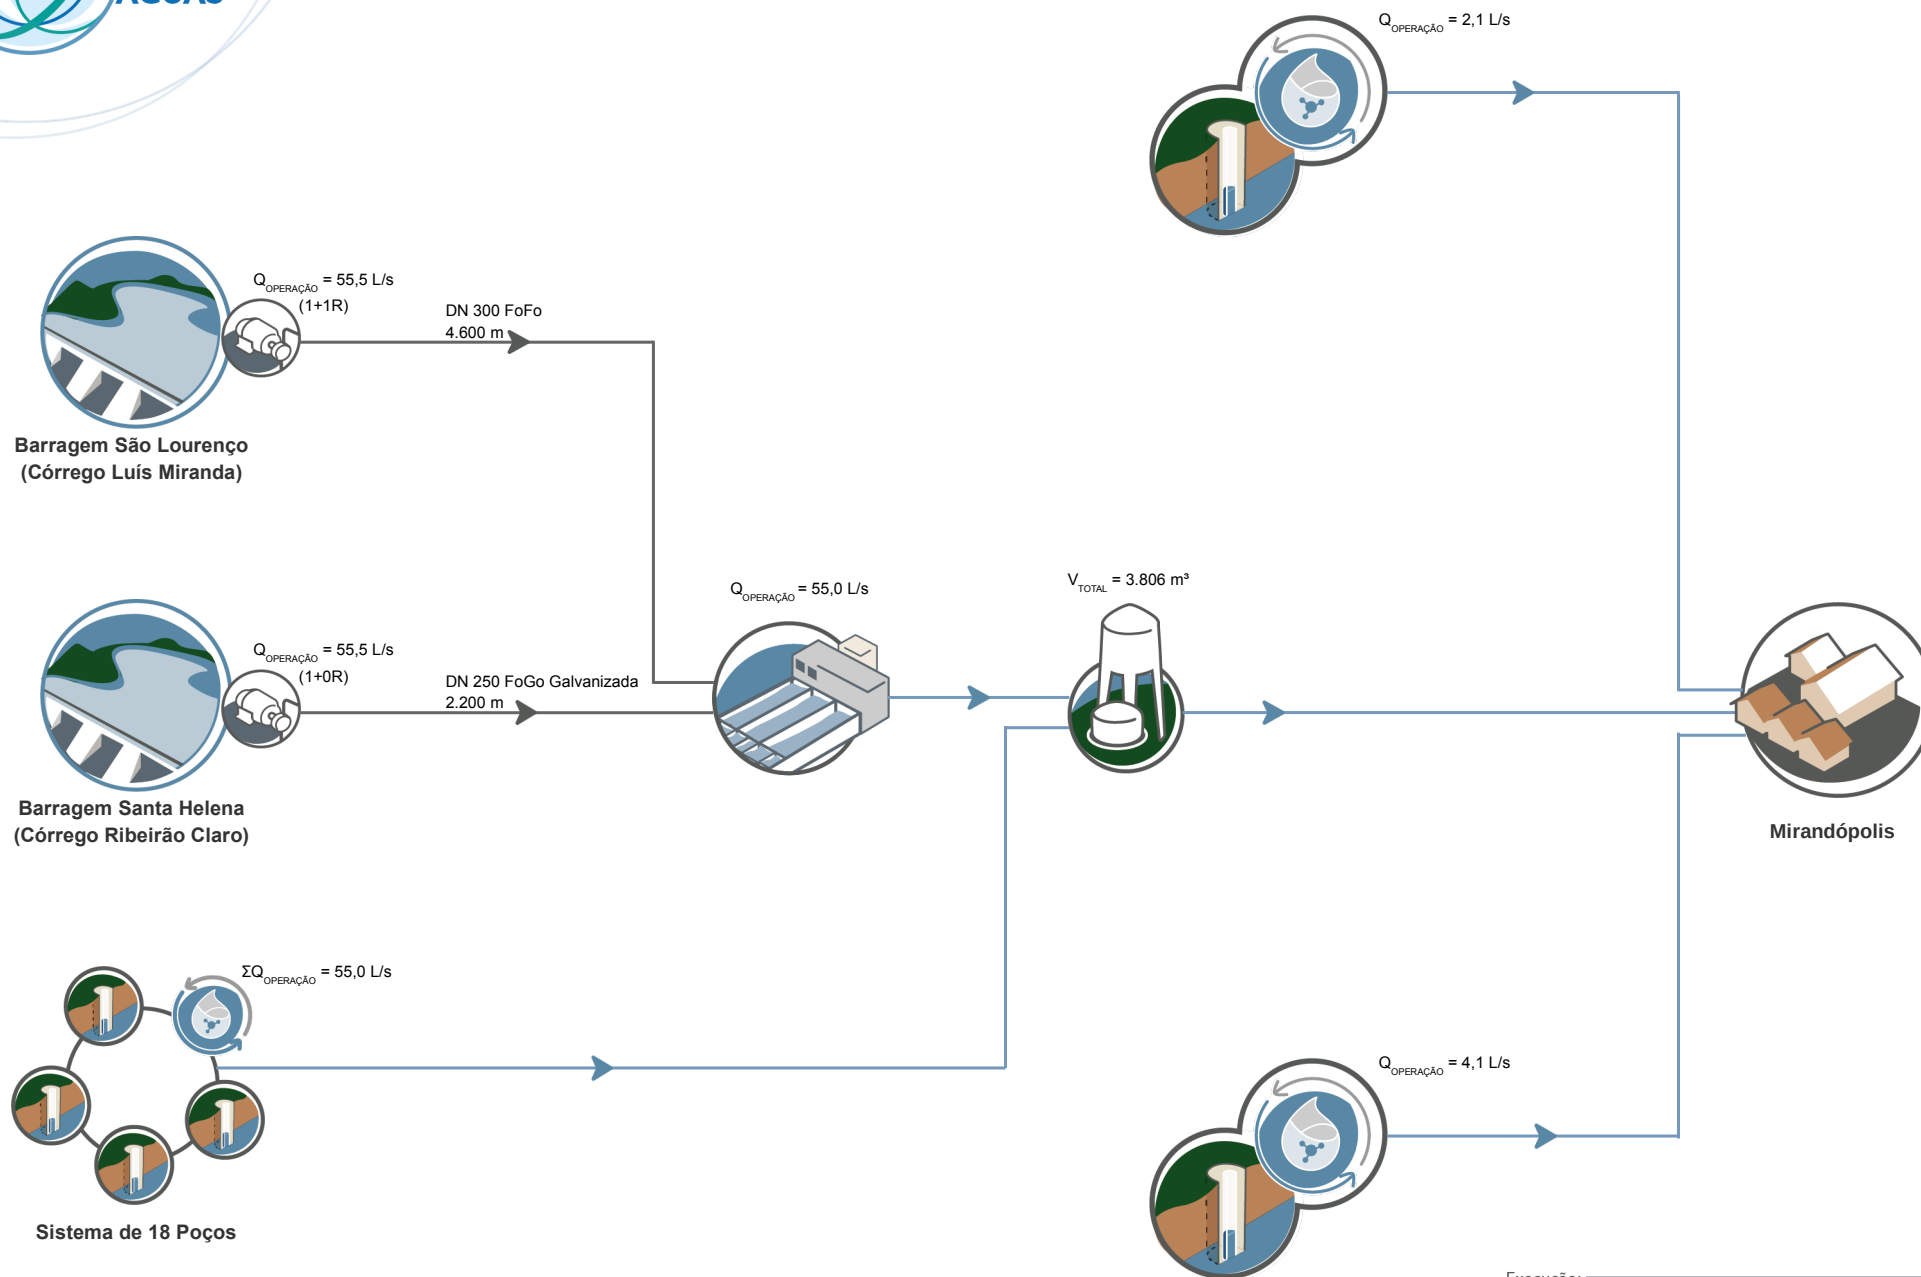 ÁGUAS
Q OPERAÇÃO = 2,1 L/s
Q OPERAÇÃO = 55,5 L/s
(1+1R)
DN 300 FoFo
4.600 m
Barragem São Lourenço
(Córrego Luís Miranda)
Q OPERAÇÃO = 55,0 L/s
V TOTAL = 3.806 m³
Q OPERAÇÃO = 55,5 L/s
(1+0R)
DN 250 FoGo Galvanizada
2.200 m
Barragem Santa Helena
(Córrego Ribeirão Claro)
Mirandópolis
ΣQ OPERAÇÃO = 55,0 L/s
Sistema de 18 Poços
Q OPERAÇÃO = 4,1 L/s